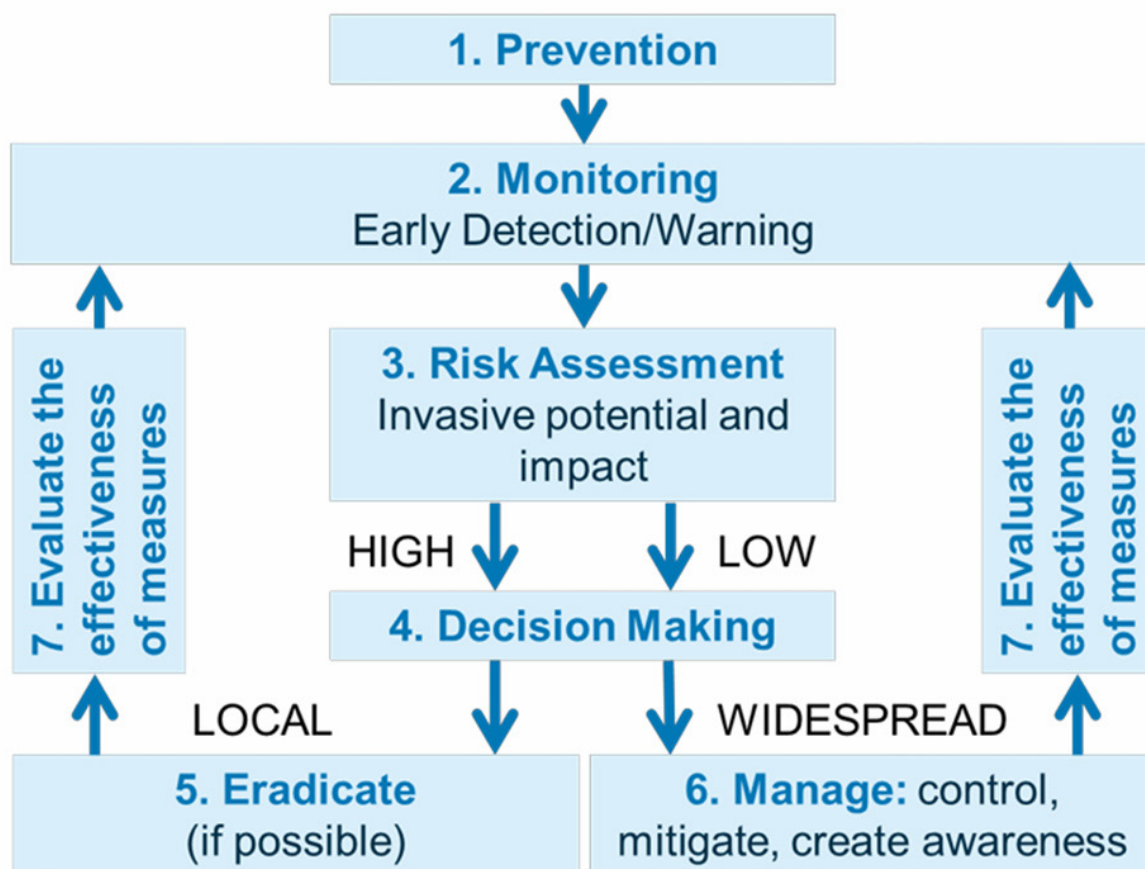 1. Prevention
2. Monitoring
Early Detection/Warning
3. Risk Assessment
Invasive potential and
impact
HIGH
LOW
4. Decision Making
LOCAL
WIDESPREAD
5. Eradicate
(if possible)
6. Manage: control,
mitigate, create awareness
7. Evaluate the
effectiveness
of measures
7. Evaluate the
effectiveness
of measures